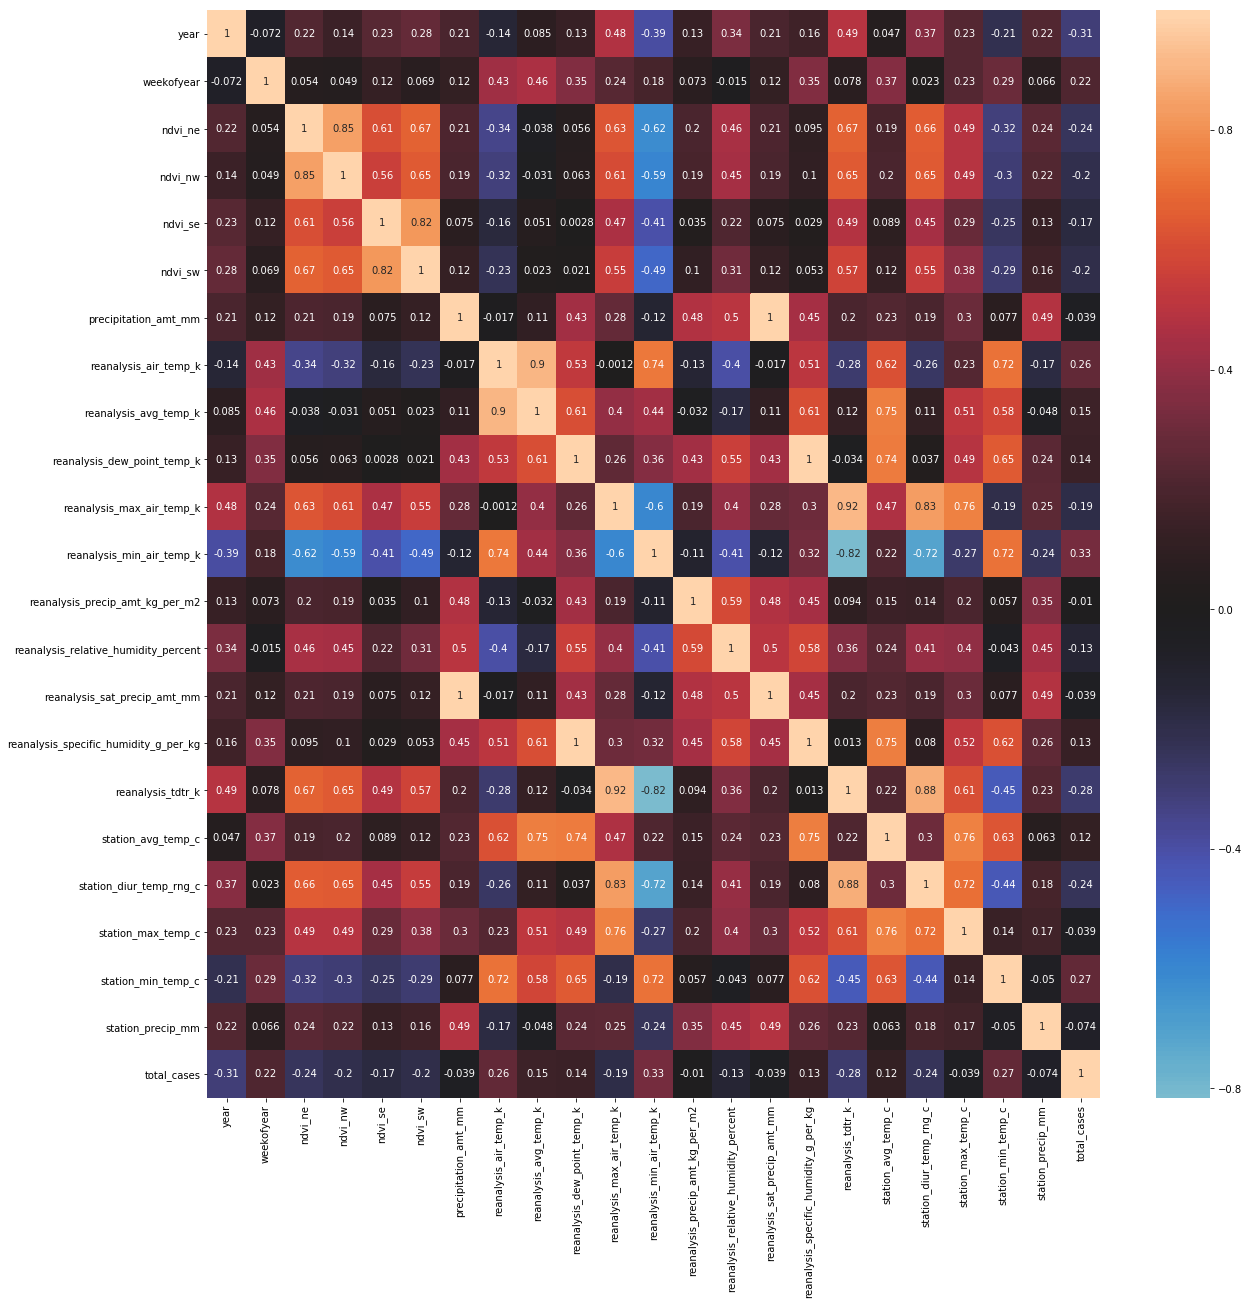 year 1 -0.072 0.22 0.14 0.23 0.28 0.21 -0.14 0.085 0.13 0.48 -0.39 0.13 0.34 0.21 0.16 0.49 0.047 0.37 0.23 -0.21 0.22 -0.31
weekofyear -0.072 1 0.054 0.049 0.12 0.069 0.12 0.43 0.46 0.35 0.24 0.18 0.073 -0.015 0.12 0.35 0.078 0.37 0.023 0.23 0.29 0.066 0.22
ndvi_ne 0.22 0.054 1 0.85 0.61 0.67 0.21 -0.34 -0.038 0.056 0.63 -0.62 0.2 0.46 0.21 0.095 0.67 0.19 0.66 0.49 -0.32 0.24 -0.24
0.8
ndvi_nw 0.14 0.049 0.85 1 0.56 0.65 0.19 -0.32 -0.031 0.063 0.61 -0.59 0.19 0.45 0.19 0.1 0.65 0.2 0.65 0.49 -0.3 0.22 -0.2
ndvi_se 0.23 0.12 0.61 0.56 1 0.82 0.075 -0.16 0.051 0.0028 0.47 -0.41 0.035 0.22 0.075 0.029 0.49 0.089 0.45 0.29 -0.25 0.13 -0.17
ndvi_sw 0.28 0.069 0.67 0.65 0.82 1 0.12 -0.23 0.023 0.021 0.55 -0.49 0.1 0.31 0.12 0.053 0.57 0.12 0.55 0.38 -0.29 0.16 -0.2
precipitation_amt_mm 0.21 0.12 0.21 0.19 0.075 0.12 1 -0.017 0.11 0.43 0.28 -0.12 0.48 0.5 1 0.45 0.2 0.23 0.19 0.3 0.077 0.49 -0.039
reanalysis_air_temp_k -0.14 0.43 -0.34 -0.32 -0.16 -0.23 -0.017 1 0.9 0.53 -0.0012 0.74 -0.13 -0.4 -0.017 0.51 -0.28 0.62 -0.26 0.23 0.72 -0.17 0.26
0.4
reanalysis_avg_temp_k 0.085 0.46 -0.038 -0.031 0.051 0.023 0.11 0.9 1 0.61 0.4 0.44 -0.032 -0.17 0.11 0.61 0.12 0.75 0.11 0.51 0.58 -0.048 0.15
reanalysis_dew_point_temp_k 0.13 0.35 0.056 0.063 0.0028 0.021 0.43 0.53 0.61 1 0.26 0.36 0.43 0.55 0.43 1 -0.034 0.74 0.037 0.49 0.65 0.24 0.14
reanalysis_max_air_temp_k 0.48 0.24 0.63 0.61 0.47 0.55 0.28 -0.0012 0.4 0.26 1 -0.6 0.19 0.4 0.28 0.3 0.92 0.47 0.83 0.76 -0.19 0.25 -0.19
reanalysis_min_air_temp_k -0.39 0.18 -0.62 -0.59 -0.41 -0.49 -0.12 0.74 0.44 0.36 -0.6 1 -0.11 -0.41 -0.12 0.32 -0.82 0.22 -0.72 -0.27 0.72 -0.24 0.33
reanalysis_precip_amt_kg_per_m2 0.13 0.073 0.2 0.19 0.035 0.1 0.48 -0.13 -0.032 0.43 0.19 -0.11 1 0.59 0.48 0.45 0.094 0.15 0.14 0.2 0.057 0.35 -0.01
0.0
reanalysis_relative_humidity_percent 0.34 -0.015 0.46 0.45 0.22 0.31 0.5 -0.4 -0.17 0.55 0.4 -0.41 0.59 1 0.5 0.58 0.36 0.24 0.41 0.4 -0.043 0.45 -0.13
reanalysis_sat_precip_amt_mm 0.21 0.12 0.21 0.19 0.075 0.12 1 -0.017 0.11 0.43 0.28 -0.12 0.48 0.5 1 0.45 0.2 0.23 0.19 0.3 0.077 0.49 -0.039
reanalysis_specific_humidity_g_per_kg 0.16 0.35 0.095 0.1 0.029 0.053 0.45 0.51 0.61 1 0.3 0.32 0.45 0.58 0.45 1 0.013 0.75 0.08 0.52 0.62 0.26 0.13
reanalysis_tdtr_k 0.49 0.078 0.67 0.65 0.49 0.57 0.2 -0.28 0.12 -0.034 0.92 -0.82 0.094 0.36 0.2 0.013 1 0.22 0.88 0.61 -0.45 0.23 -0.28
station_avg_temp_c 0.047 0.37 0.19 0.2 0.089 0.12 0.23 0.62 0.75 0.74 0.47 0.22 0.15 0.24 0.23 0.75 0.22 1 0.3 0.76 0.63 0.063 0.12
−0.4
station_diur_temp_rng_c 0.37 0.023 0.66 0.65 0.45 0.55 0.19 -0.26 0.11 0.037 0.83 -0.72 0.14 0.41 0.19 0.08 0.88 0.3 1 0.72 -0.44 0.18 -0.24
station_max_temp_c 0.23 0.23 0.49 0.49 0.29 0.38 0.3 0.23 0.51 0.49 0.76 -0.27 0.2 0.4 0.3 0.52 0.61 0.76 0.72 1 0.14 0.17 -0.039
station_min_temp_c -0.21 0.29 -0.32 -0.3 -0.25 -0.29 0.077 0.72 0.58 0.65 -0.19 0.72 0.057 -0.043 0.077 0.62 -0.45 0.63 -0.44 0.14 1 -0.05 0.27
station_precip_mm 0.22 0.066 0.24 0.22 0.13 0.16 0.49 -0.17 -0.048 0.24 0.25 -0.24 0.35 0.45 0.49 0.26 0.23 0.063 0.18 0.17 -0.05 1 -0.074
total_cases -0.31 0.22 -0.24 -0.2 -0.17 -0.2 -0.039 0.26 0.15 0.14 -0.19 0.33 -0.01 -0.13 -0.039 0.13 -0.28 0.12 -0.24 -0.039 0.27 -0.074 1
−0.8
year
weekofyear
ndvi_ne
ndvi_nw
ndvi_se
ndvi_sw
precipitation_amt_mm
reanalysis_air_temp_k
reanalysis_avg_temp_k
reanalysis_dew_point_temp_k
reanalysis_max_air_temp_k
reanalysis_min_air_temp_k
reanalysis_precip_amt_kg_per_m2
reanalysis_relative_humidity_percent
reanalysis_sat_precip_amt_mm
reanalysis_specific_humidity_g_per_kg
reanalysis_tdtr_k
station_avg_temp_c
station_diur_temp_rng_c
station_max_temp_c
station_min_temp_c
station_precip_mm
total_cases